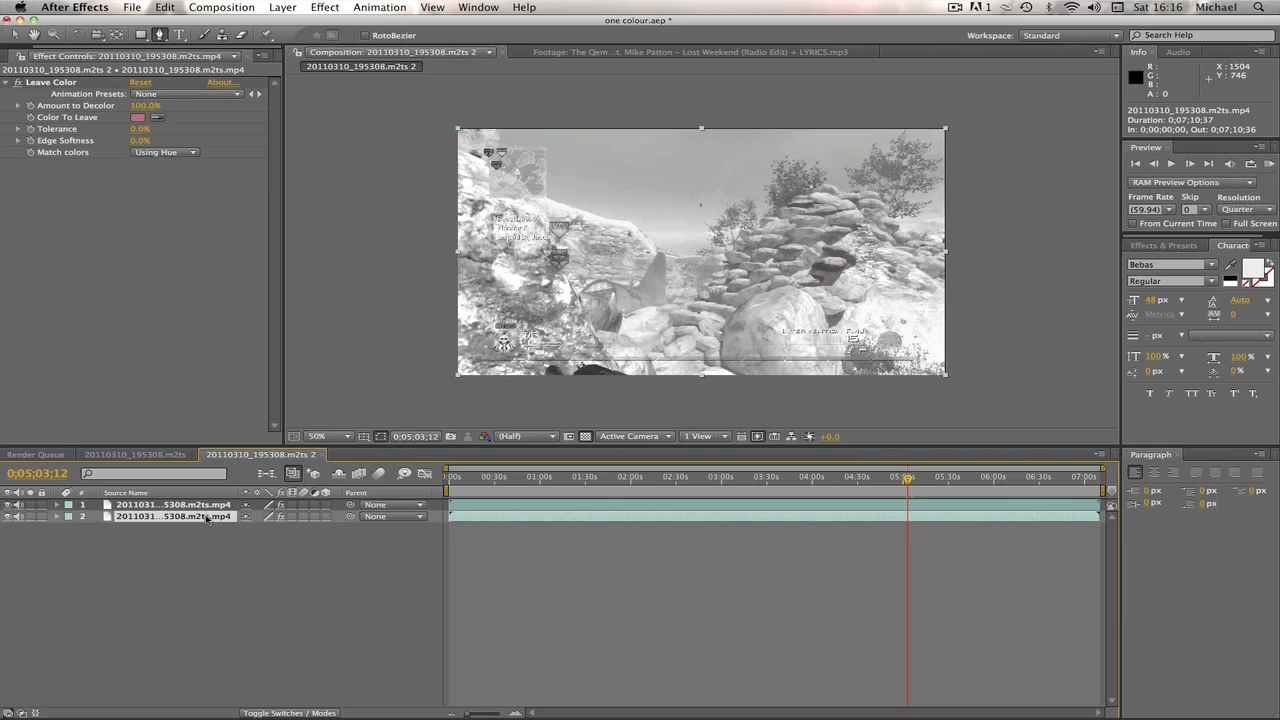 After Effects File Edit Composition Layer Effect Animation View Window Help
1 Sat 16:16 Michael
one colour.aep *
RotoBezier
Workspace: Standard
Search Help
Effect Controls: 20110310_195308.m2ts.mp4
20110310_195308.m2ts 2 • 20110310_195308.m2ts.mp4
Leave Color Reset About...
Animation Presets: None
Amount to Decolor 100.0%
Color To Leave
Tolerance 0.0%
Edge Softness 0.0%
Match colors Using Hue
Composition: 20110310_195308.m2ts 2
Footage: The Qem...t. Mike Patton – Lost Weekend (Radio Edit) + LYRICS.mp3
20110310_195308.m2ts 2
50% 0;05;03;12 (Half) Active Camera 1 View +0.0
Info Audio
R: X: 1504
G: Y: 746
B:
A: 0
20110310_195308.m2ts.mp4
Duration: 0;07;10;37
In: 0;00;00;00, Out: 0;07;10;36
Preview
RAM Preview Options
Frame Rate Skip Resolution
(59.94) 0 Quarter
From Current Time Full Screen
Effects & Presets Charact
Bebas
Regular
48 px Auto
Metrics 0
- px
100% 100%
0 px 0 %
T T TT Tr T' T,
Paragraph
0 px 0 px 0 px
0 px 0 px
Render Queue 20110310_195308.m2ts 20110310_195308.m2ts 2
0;05;03;12
# Source Name Parent
1 2011031...5308.m2ts.mp4 None
2 2011031...5308.m2ts.mp4 None
:00s 00:30s 01:00s 01:30s 02:00s 02:30s 03:00s 03:30s 04:00s 04:30s 05:00s 05:30s 06:00s 06:30s 07:00s
Toggle Switches / Modes